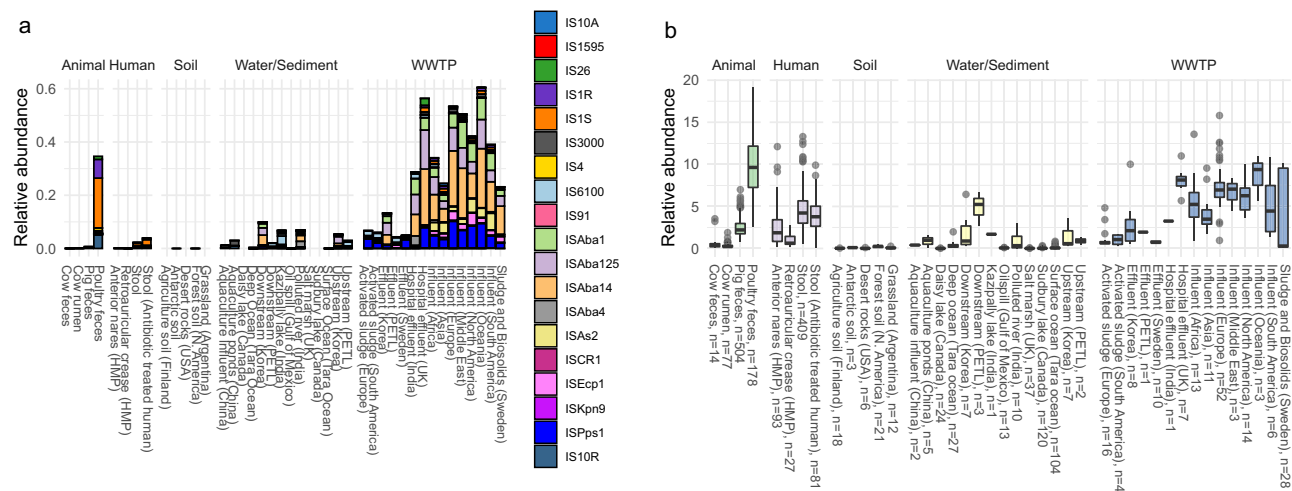 a
Animal Human Soil Water/Sediment WWTP
Relative abundance
0.6
0.4
0.2
0.0
Cow feces
Cow rumen
Pig feces
Poultry feces
Anterior nares (HMP)
Retroauricular crease (HMP)
Stool
Stool (Antibiotic treated human)
Agriculture soil (Finland)
Antarctic soil
Desert rocks (USA)
Forest soil (N. America)
Grassland (Argentina)
Aquaculture influent (China)
Aquaculture ponds (China)
Daisy lake (Canada)
Deep Ocean (Tara Ocean)
Downstream (Korea)
Downstream (PETL)
Kazipally lake (India)
Oil spill (Gulf of Mexico)
Polluted river (India)
Salt marsh (UK)
Sudbury lake (Canada)
Surface Ocean (Tara Ocean)
Upstream (Korea)
Upstream (PETL)
Activated sludge (Europe)
Activated sludge (South America)
Effluent (Korea)
Effluent (PETL)
Effluent (Sweden)
Hospital effluent (India)
Hospital effluent (UK)
Influent (Africa)
Influent (Asia)
Influent (Europe)
Influent (Middle East)
Influent (North America)
Influent (Oceania)
Influent (South America)
Sludge and Biosolids (Sweden)
IS10A
IS1595
IS26
IS1R
IS1S
IS3000
IS4
IS6100
IS91
ISAba1
ISAba125
ISAba14
ISAba4
ISAs2
ISCR1
ISEcp1
ISKpn9
ISPps1
IS10R
b
Animal Human Soil Water/Sediment WWTP
Relative abundance
20
15
10
5
0
Cow feces, n=14
Cow rumen, n=77
Pig feces, n=504
Poultry feces, n=178
Anterior nares (HMP), n=93
Retroauricular crease (HMP), n=27
Stool, n=409
Stool (Antibiotic treated human), n=81
Agriculture soil (Finland), n=18
Antarctic soil, n=3
Desert rocks (USA), n=6
Forest soil (N. America), n=21
Grassland (Argentina), n=12
Aquaculture influent (China), n=2
Aquaculture ponds (China), n=5
Daisy lake (Canada), n=24
Deep ocean (Tara ocean), n=27
Downstream (Korea), n=7
Downstream (PETL), n=3
Kazipally lake (India), n=1
Oilspill (Gulf of Mexico), n=13
Polluted river (India), n=10
Salt marsh (UK), n=37
Sudbury lake (Canada), n=120
Surface ocean (Tara ocean), n=104
Upstream (Korea), n=7
Upstream (PETL), n=2
Activated sludge (Europe), n=16
Activated sludge (South America), n=4
Effluent (Korea), n=8
Effluent (PETL), n=1
Effluent (Sweden), n=10
Hospital effluent (India), n=1
Hospital effluent (UK), n=7
Influent (Africa), n=13
Influent (Asia), n=11
Influent (Europe), n=52
Influent (Middle East), n=3
Influent (North America), n=14
Influent (Oceania), n=3
Influent (South America), n=6
Sludge and Biosolids (Sweden), n=28